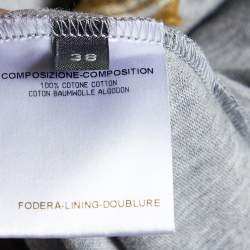 38
COMPOSIZIONE-COMPOSITION
100% COTONE COTTON
COTON BAUMWOLLE ALGODON
FODERA-LINING-DOUBLURE